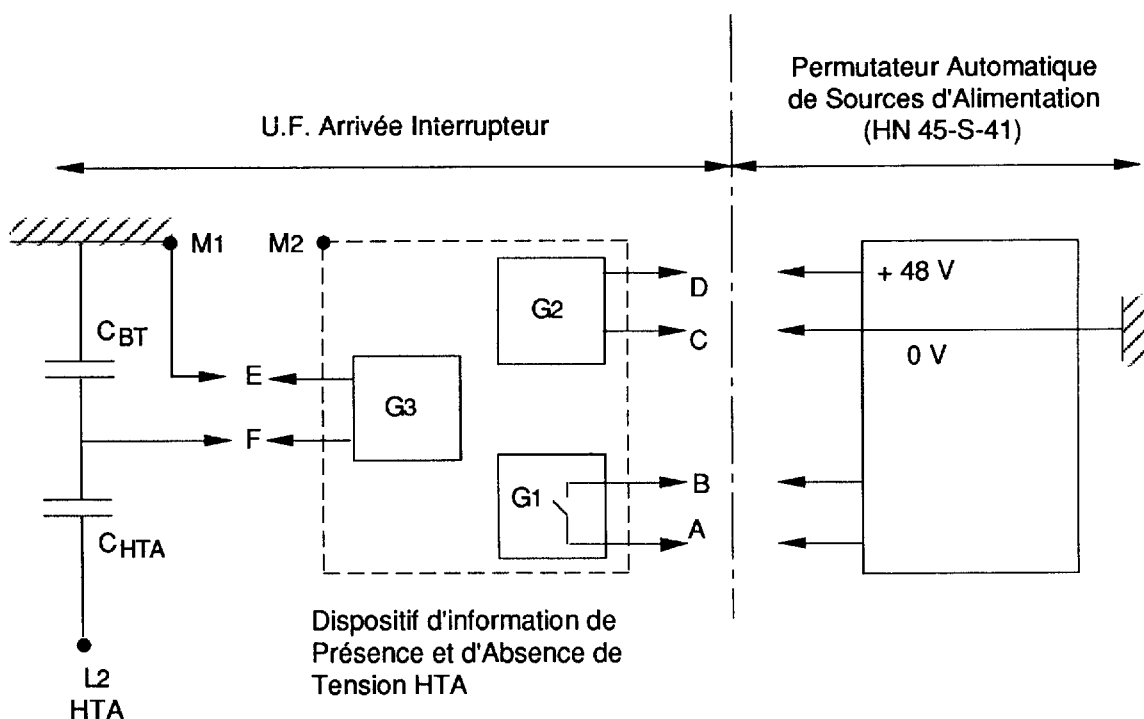 Permutateur Automatique
de Sources d'Alimentation
(HN 45-S-41)
U.F. Arrivée Interrupteur
M1
M2
+ 48 V
D
G2
C
0 V
CBT
E
G3
F
B
G1
A
CHTA
Dispositif d'information de
Présence et d'Absence de
Tension HTA
L2
HTA